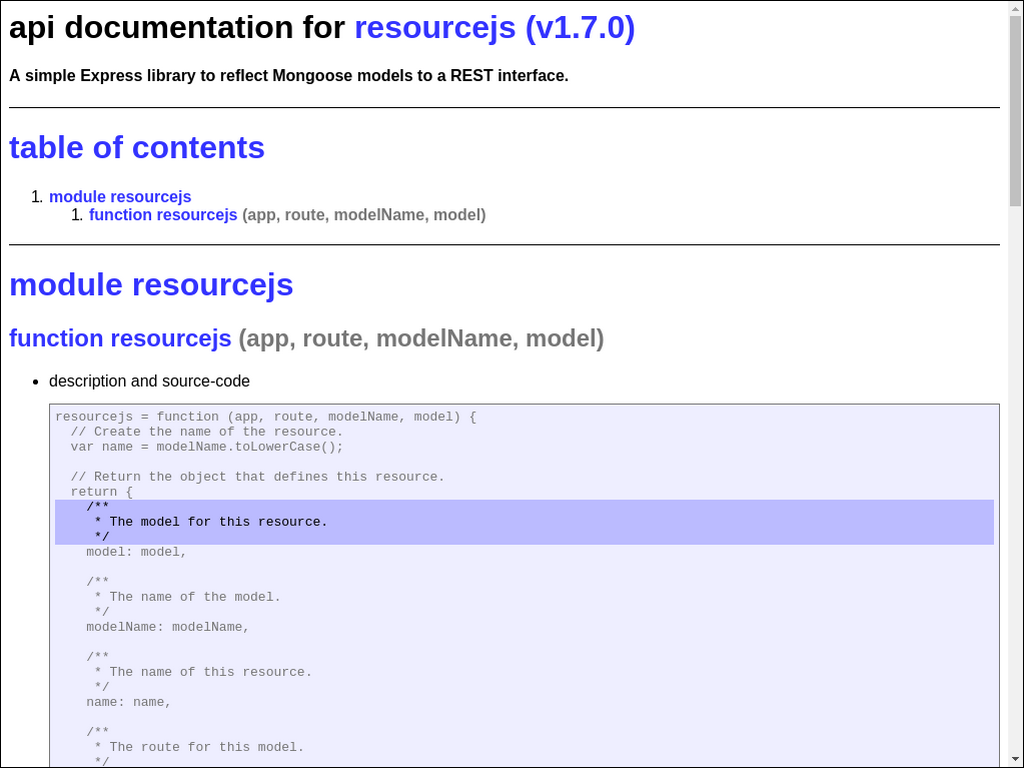 api documentation for resourcejs (v1.7.0)
A simple Express library to reflect Mongoose models to a REST interface.
table of contents
1. module resourcejs
1. function resourcejs (app, route, modelName, model)
module resourcejs
function resourcejs (app, route, modelName, model)
• description and source-code
resourcejs = function (app, route, modelName, model) {
  // Create the name of the resource.
  var name = modelName.toLowerCase();

  // Return the object that defines this resource.
  return {
    /**
     * The model for this resource.
     */
    model: model,

    /**
     * The name of the model.
     */
    modelName: modelName,

    /**
     * The name of this resource.
     */
    name: name,

    /**
     * The route for this model.
     */